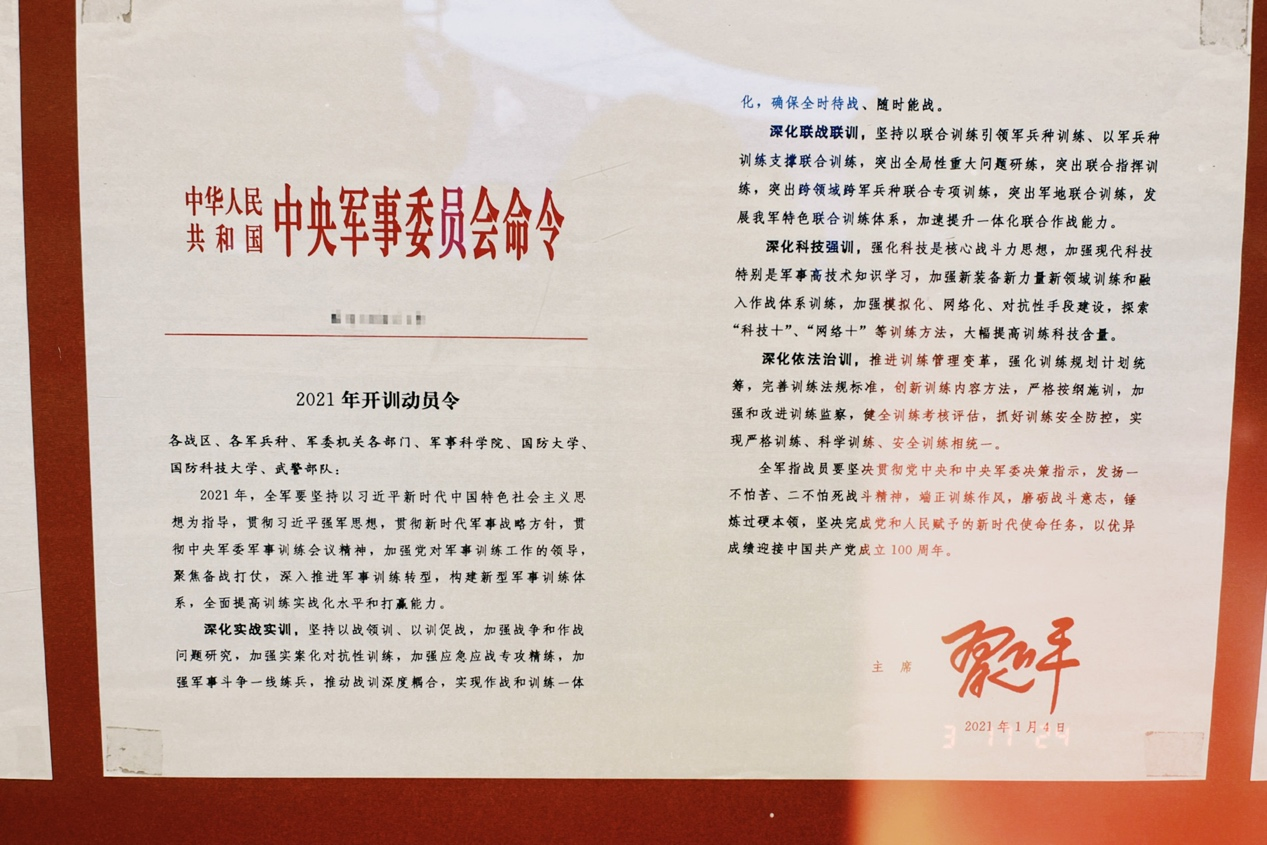 中华人民
共和国
中央军事委员会命令
2021年开训动员令
各战区、各军兵种、军委机关各部门、军事科学院、国防大学、
国防科技大学、武警部队：
2021年，全军要坚持以习近平新时代中国特色社会主义思
想为指导，贯彻习近平强军思想，贯彻新时代军事战略方针，贯
彻中央军委军事训练会议精神，加强党对军事训练工作的领导，
聚焦备战打仗，深入推进军事训练转型，构建新型军事训练体
系，全面提高训练实战化水平和打赢能力。
深化实战实训，坚持以战领训、以训促战，加强战争和作战
问题研究，加强实案化对抗性训练，加强应急应战专攻精练，加
强军事斗争一线练兵，推动战训深度耦合，实现作战和训练一体
化，确保全时待战、随时能战。
深化联战联训，坚持以联合训练引领军兵种训练、以军兵种
训练支撑联合训练，突出全局性重大问题研练，突出联合指挥训
练，突出跨领域跨军兵种联合专项训练，突出军地联合训练，发
展我军特色联合训练体系，加速提升一体化联合作战能力。
深化科技强训，强化科技是核心战斗力思想，加强现代科技
特别是军事高技术知识学习，加强新装备新力量新领域训练和融
入作战体系训练，加强模拟化、网络化、对抗性手段建设，探索
“科技十”、“网络十”等训练方法，大幅提高训练科技含量。
深化依法治训，推进训练管理变革，强化训练规划计划统
筹，完善训练法规标准，创新训练内容方法，严格按纲施训，加
强和改进训练监察，健全训练考核评估，抓好训练安全防控，实
现严格训练、科学训练、安全训练相统一。
全军指战员要坚决贯彻党中央和中央军委决策指示，发扬一
不怕苦、二不怕死战斗精神，端正训练作风，磨砺战斗意志，锤
炼过硬本领，坚决完成党和人民赋予的新时代使命任务，以优异
成绩迎接中国共产党成立100周年。
主席 习近平
2021年1月4日